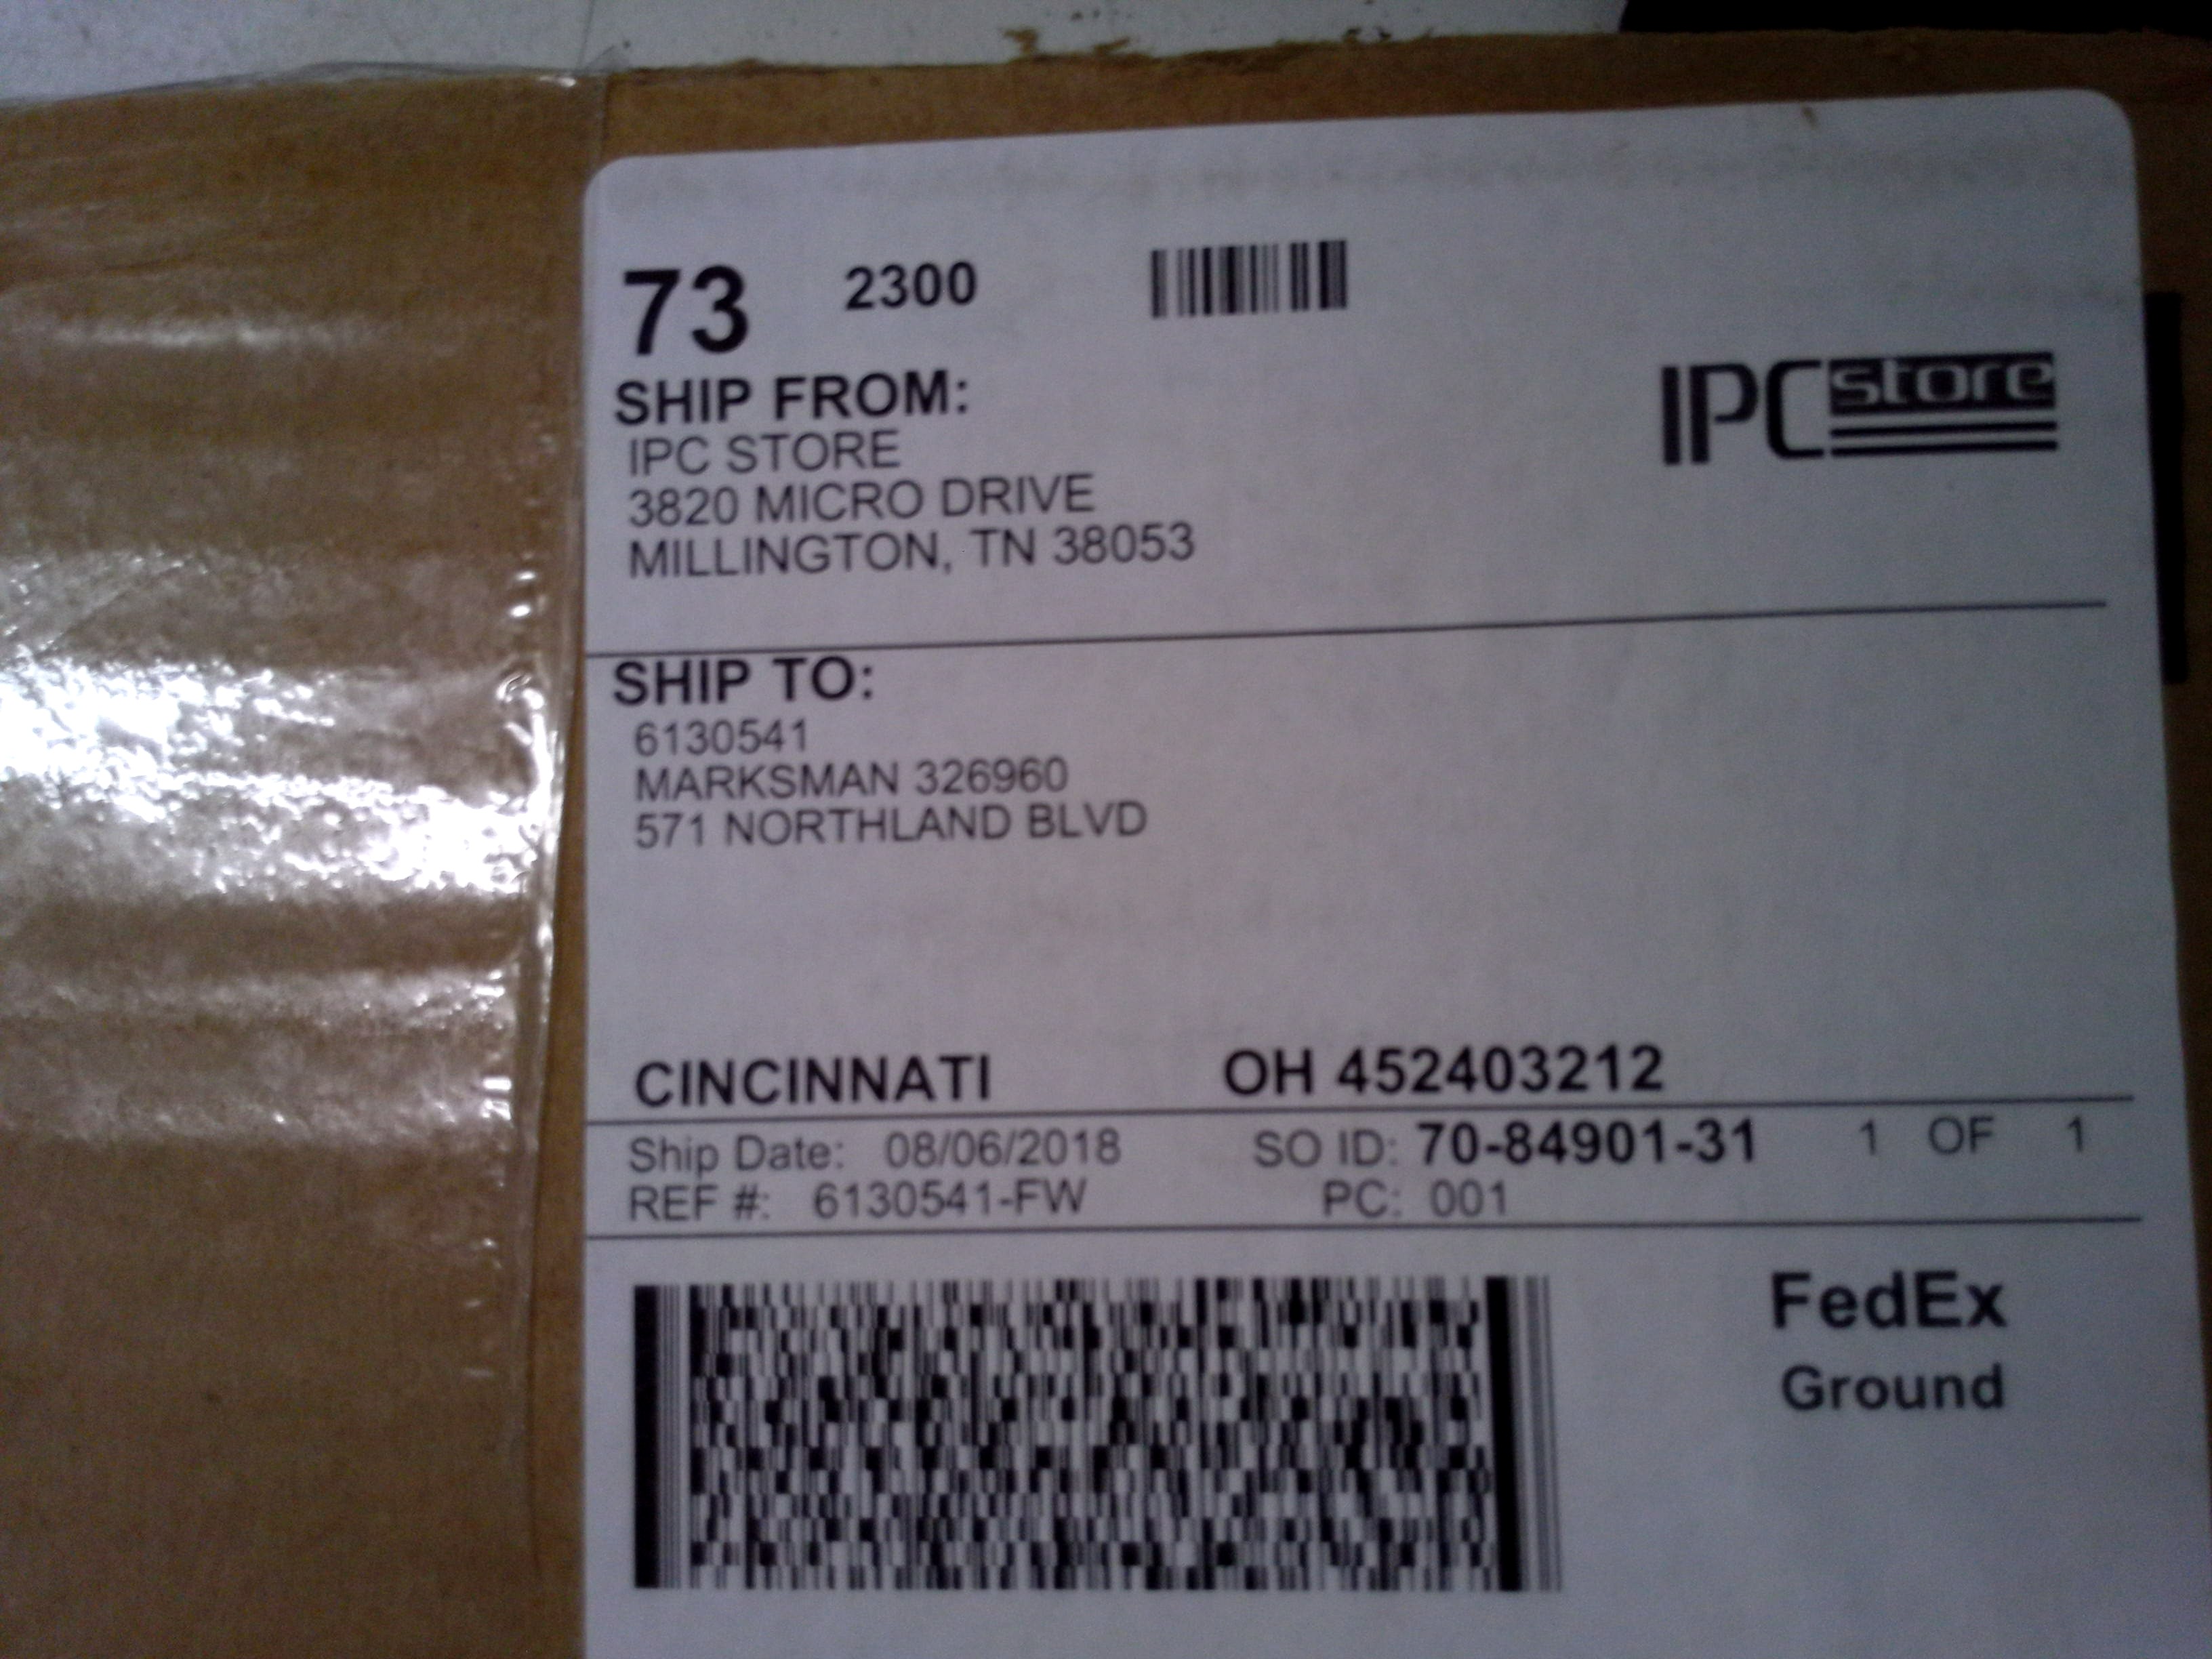 73 2300
SHIP FROM:
IPC store
IPC STORE
3820 MICRO DRIVE
MILLINGTON, TN 38053
SHIP TO:
6130541
MARKSMAN 326960
571 NORTHLAND BLVD
CINCINNATI OH 452403212
Ship Date: 08/06/2018 SO ID: 70-84901-31 1 OF 1
REF #: 6130541-FW PC: 001
FedEx
Ground